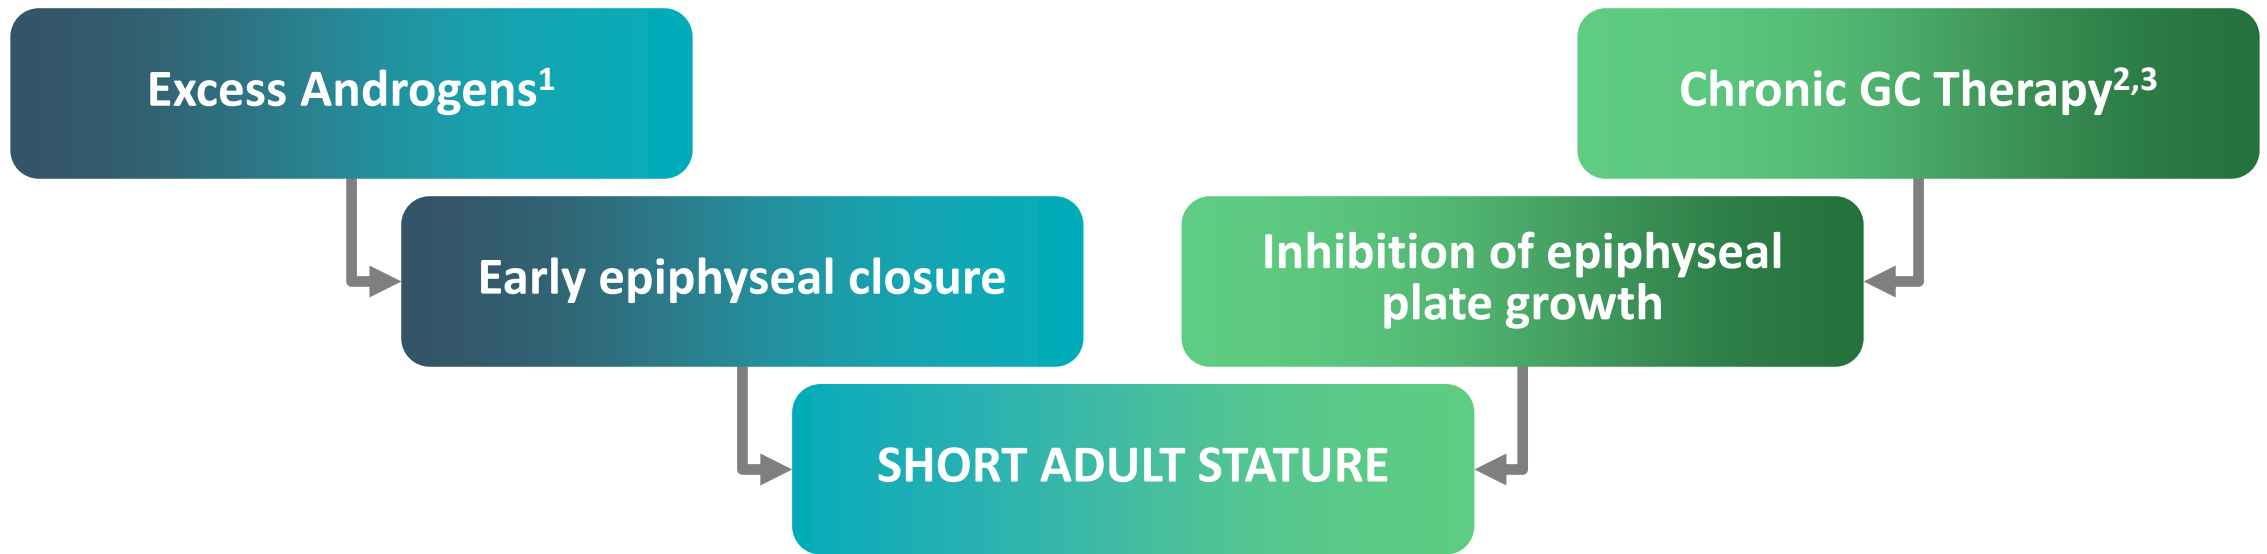 Excess Androgens¹
Chronic GC Therapy²,³
Early epiphyseal closure
Inhibition of epiphyseal
plate growth
SHORT ADULT STATURE